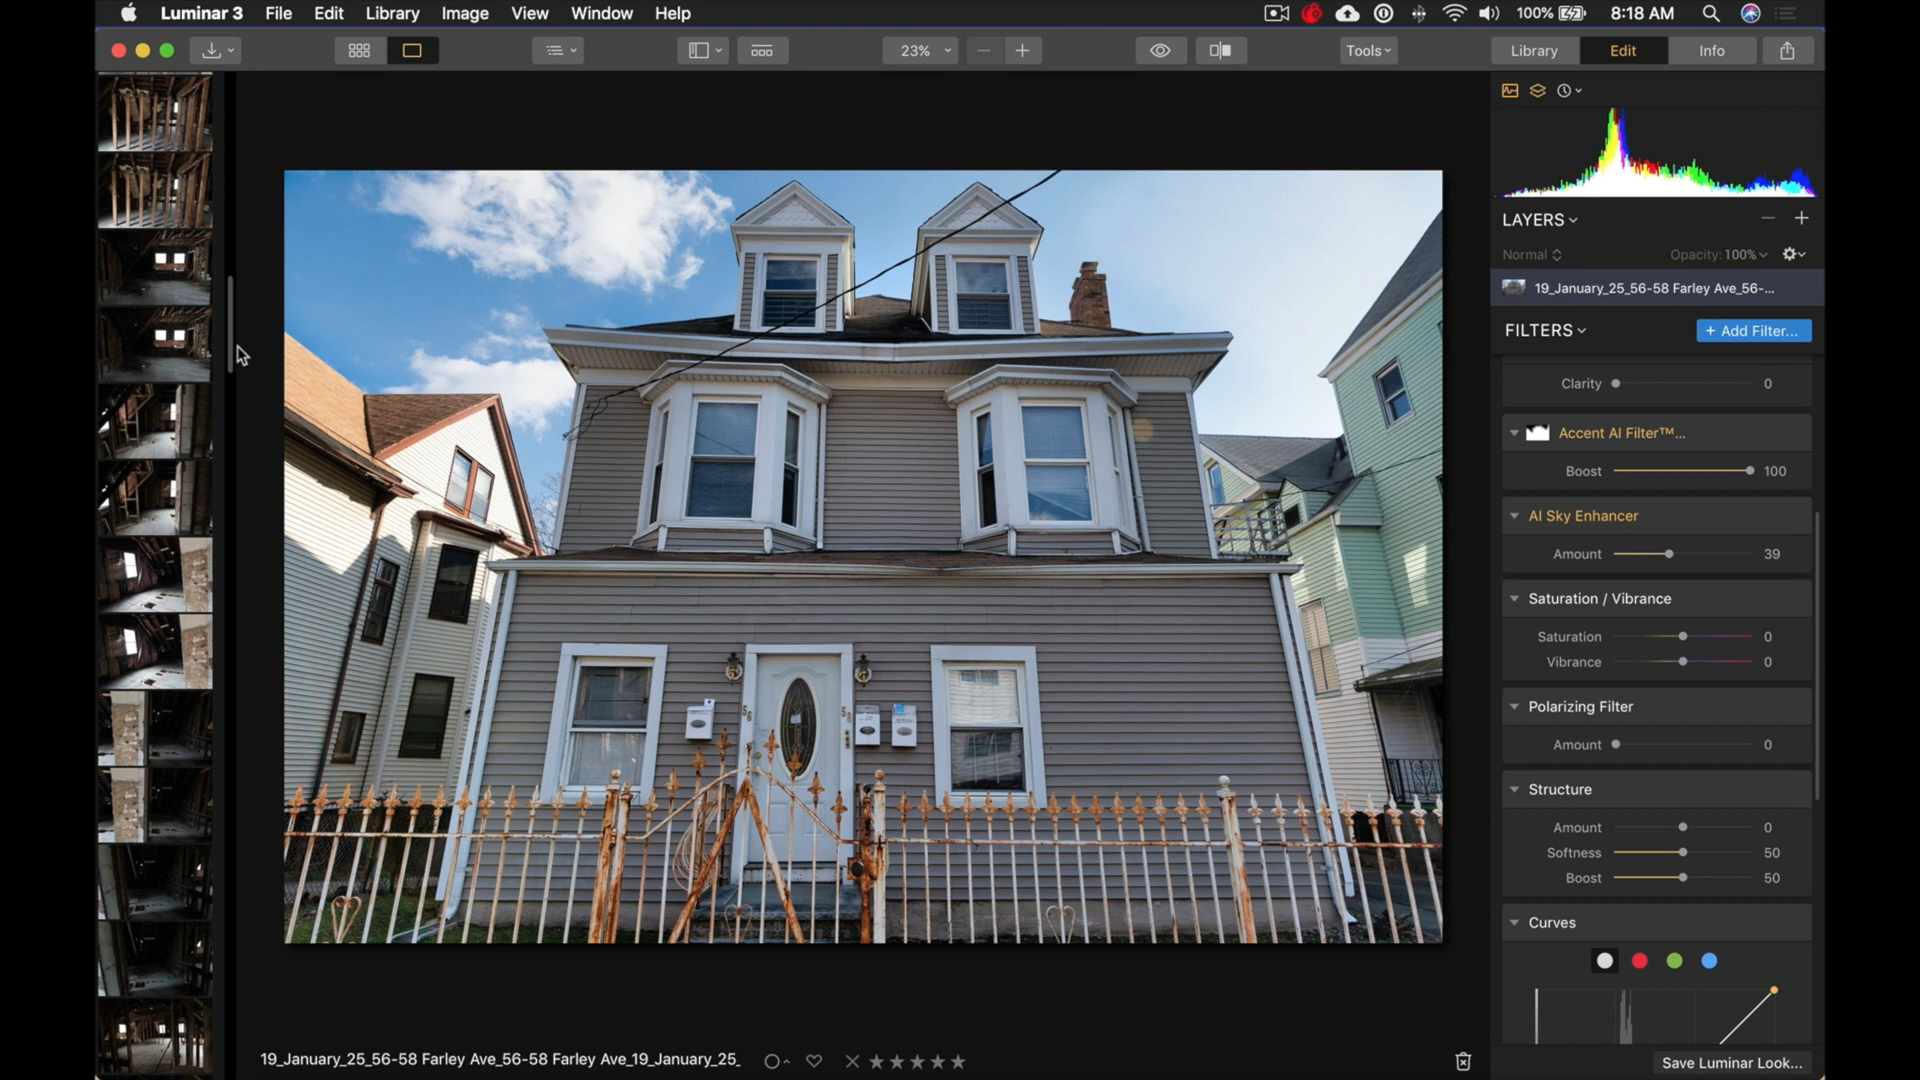 Luminar 3 File Edit Library Image View Window Help 100% 8:18 AM
23% Tools Library Edit Info
LAYERS
Normal Opacity: 100%
19_January_25_56-58 Farley Ave_56-...
FILTERS + Add Filter...
Clarity 0
Accent AI Filter™...
Boost 100
AI Sky Enhancer
Amount 39
Saturation / Vibrance
Saturation 0
Vibrance 0
Polarizing Filter
Amount 0
Structure
Amount 0
Softness 50
Boost 50
Curves
56
19_January_25_56-58 Farley Ave_56-58 Farley Ave_19_January_25_
Save Luminar Look...